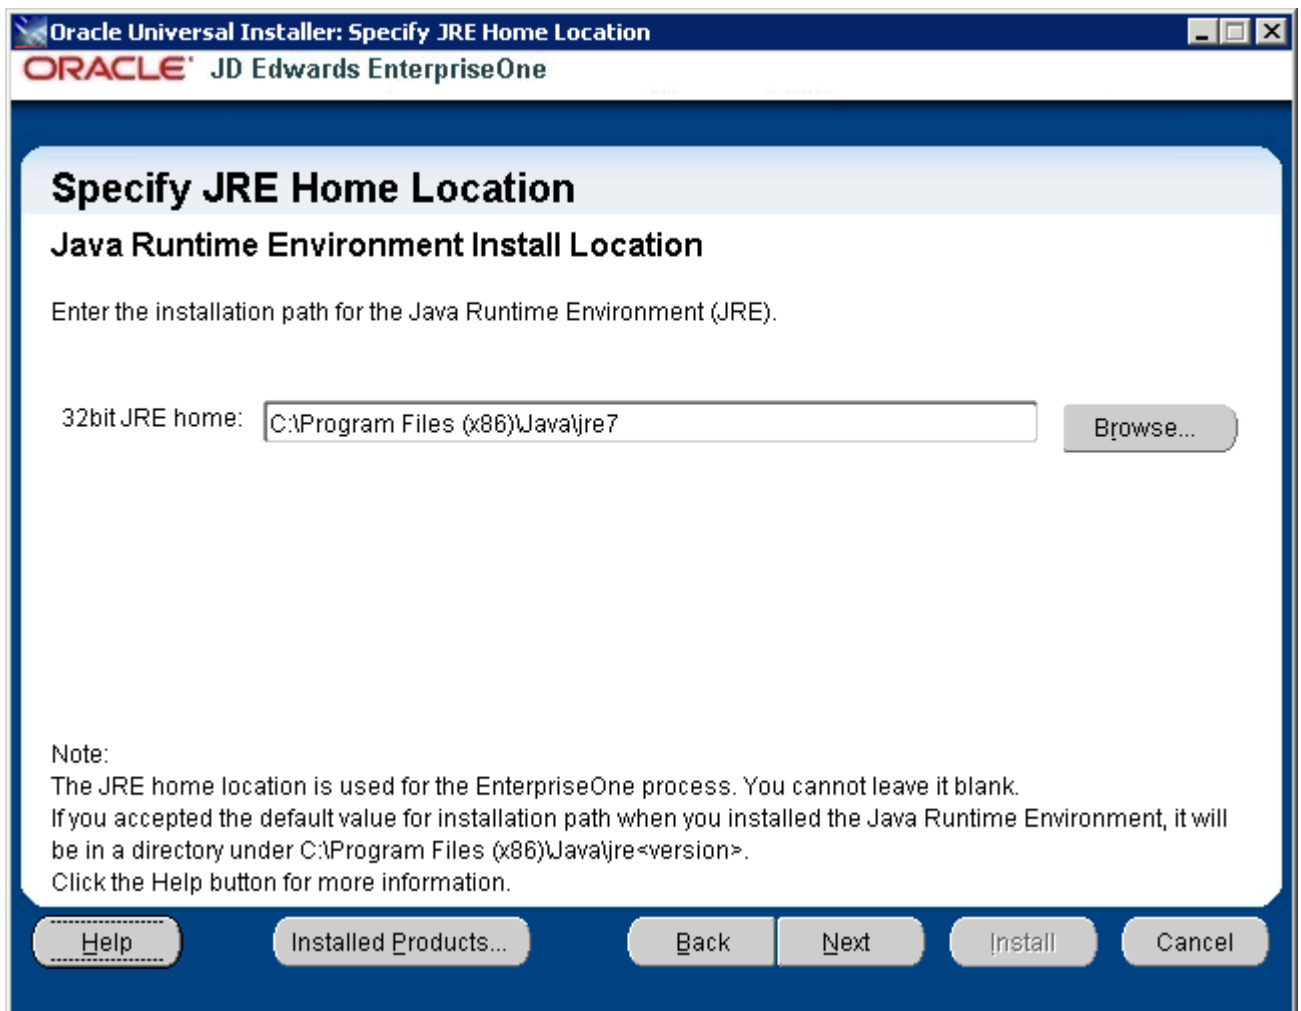 Oracle Universal Installer: Specify JRE Home Location
ORACLE' JD Edwards EnterpriseOne
Specify JRE Home Location
Java Runtime Environment Install Location
Enter the installation path for the Java Runtime Environment (JRE).
32bit JRE home: C:\Program Files (x86)\Java\jre7 Browse...
Note:
The JRE home location is used for the EnterpriseOne process. You cannot leave it blank.
If you accepted the default value for installation path when you installed the Java Runtime Environment, it will
be in a directory under C:\Program Files (x86)\Java\jre<version>.
Click the Help button for more information.
Help Installed Products... Back Next Install Cancel